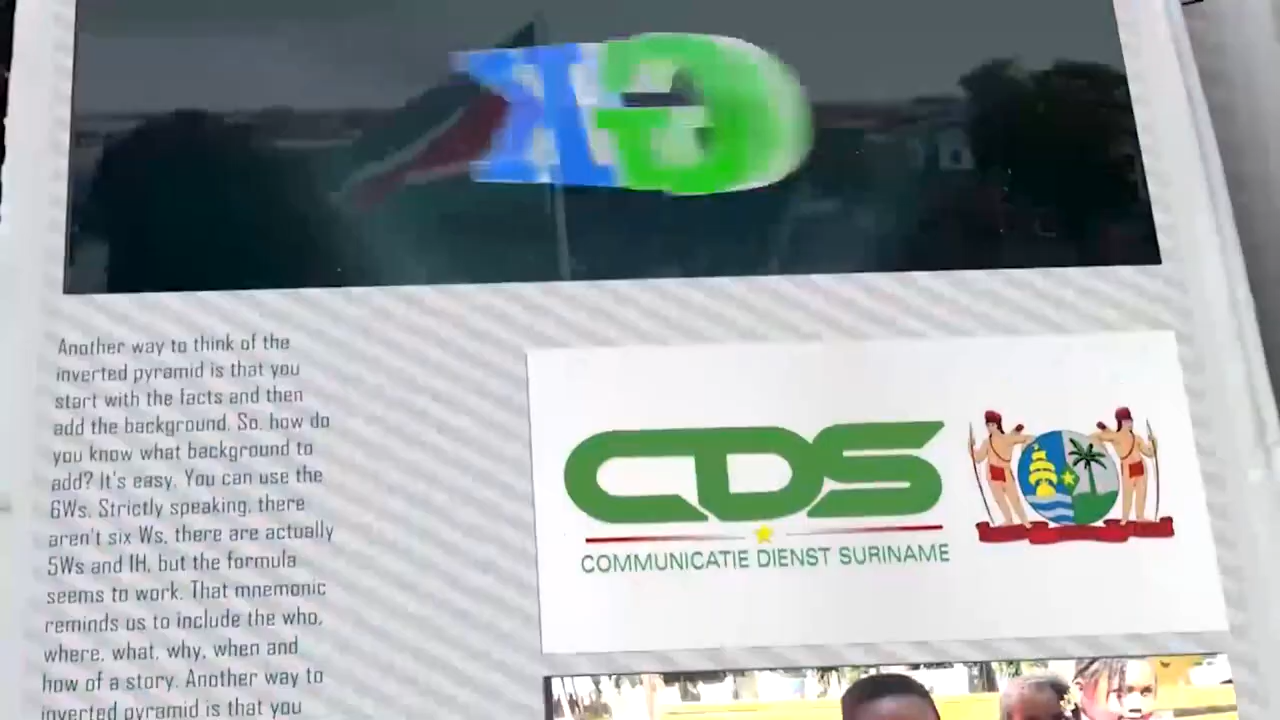 GK
Another way to think of the
inverted pyramid is that you
start with the facts and then
add the background. So, how do
you know what background to
add? It's easy. You can use the
6Ws. Strictly speaking, there
aren't six Ws, there are actually
5Ws and 1H, but the formula
seems to work. That mnemonic
reminds us to include the who,
where, what, why, when and
how of a story. Another way to
inverted pyramid is that you
CDS
COMMUNICATIE DIENST SURINAME